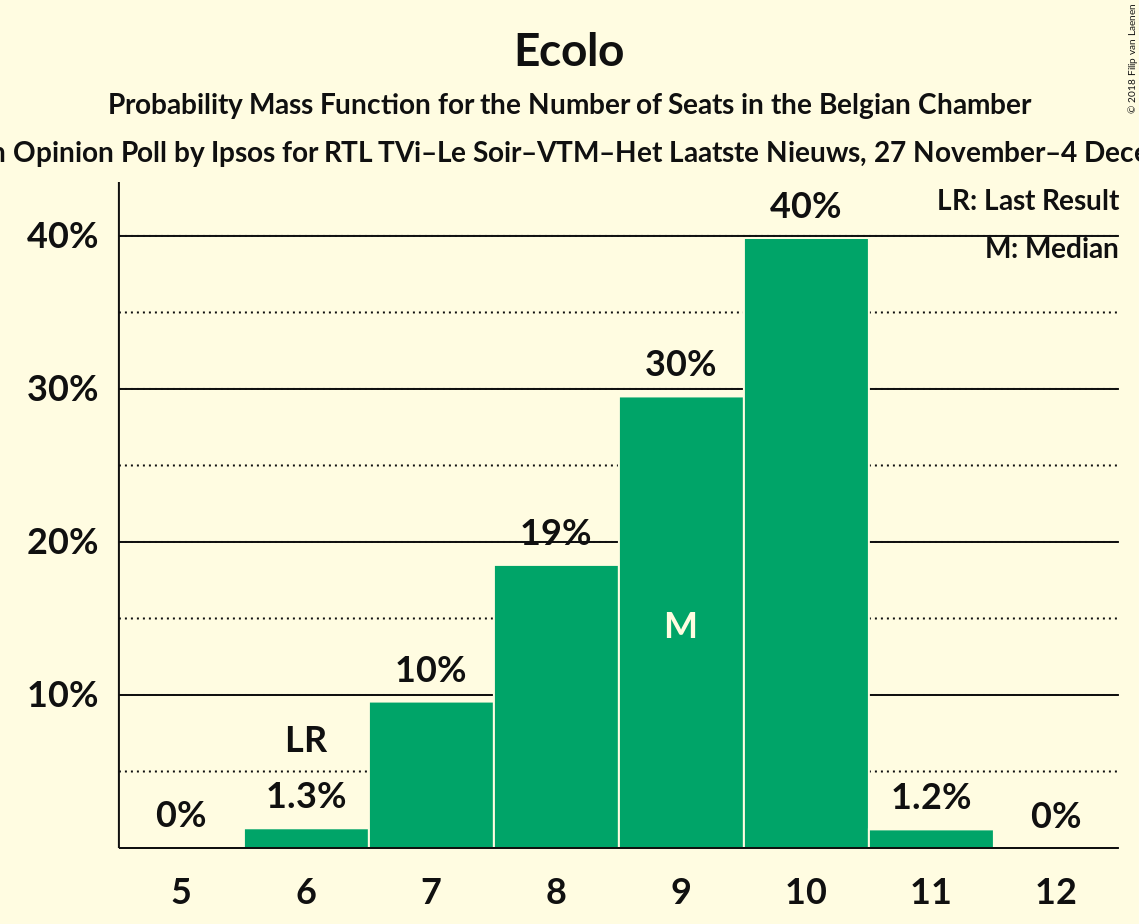 Ecolo
Probability Mass Function for the Number of Seats in the Belgian Chamber
Opinion Poll by Ipsos for RTL TVi–Le Soir–VTM–Het Laatste Nieuws, 27 November–4
© 2018 Filip van Laenen
LR: Last Result
M: Median
40%
30%
20%
10%
0%
LR
1.3%
10%
19%
30%
M
40%
1.2%
0%
5 6 7 8 9 10 11 12